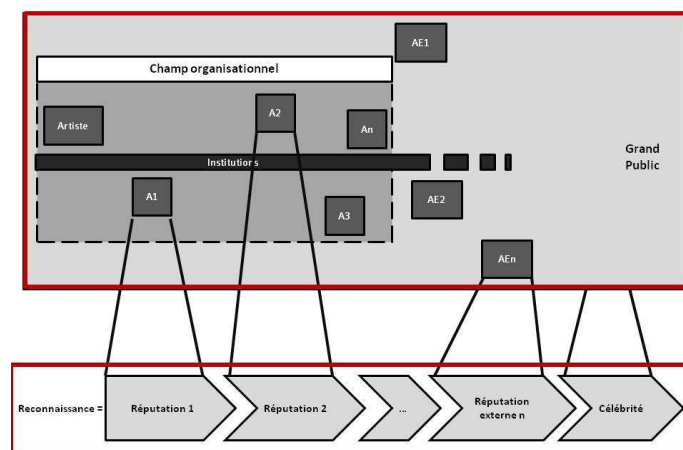 AE1
Champ organisationnel
A2
Artiste
An
Grand
Public
Institutions
A1
AE2
A3
AEn
Reconnaissance =
Réputation 1
Réputation 2
...
Réputation
externe n
Célébrité